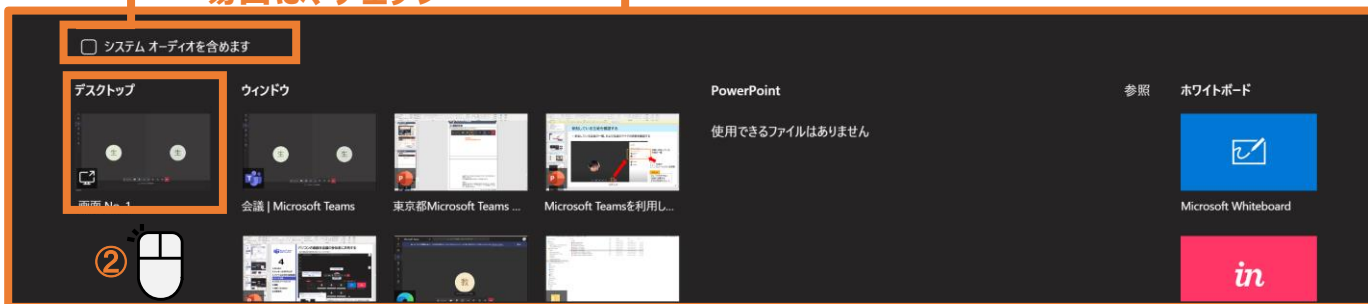 システム オーディオを含めます
デスクトップ
ウィンドウ
PowerPoint
参照
ホワイトボード
使用できるファイルはありません
会議 | Microsoft Teams
東京都Microsoft Teams ...
Microsoft Teamsを利用し...
Microsoft Whiteboard
②
in